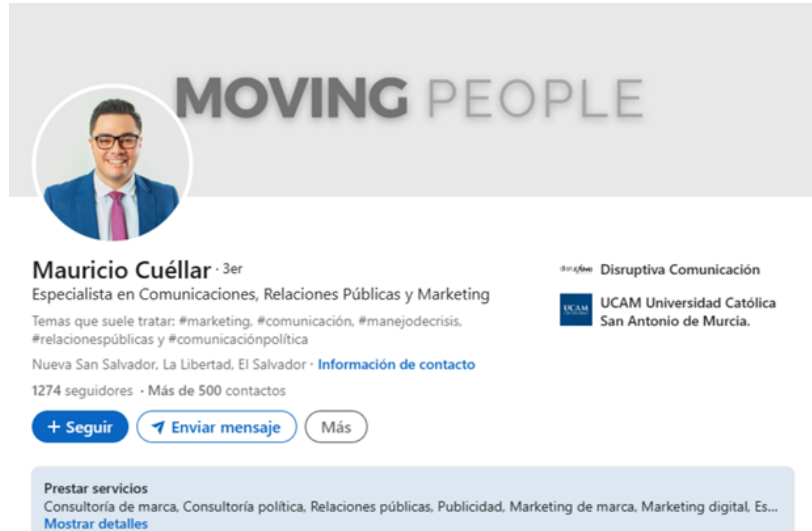 MOVING PEOPLE
Mauricio Cuéllar · 3er
Especialista en Comunicaciones, Relaciones Públicas y Marketing
Temas que suele tratar: #marketing, #comunicación, #manejodecrisis,
#relacionespúblicas y #comunicaciónpolítica
Nueva San Salvador, La Libertad, El Salvador · Información de contacto
1274 seguidores · Más de 500 contactos
+ Seguir
Enviar mensaje
Más
disruptiva Disruptiva Comunicación
UCAM
UCAM Universidad Católica
San Antonio de Murcia.
Prestar servicios
Consultoría de marca, Consultoría política, Relaciones públicas, Publicidad, Marketing de marca, Marketing digital, Es...
Mostrar detalles